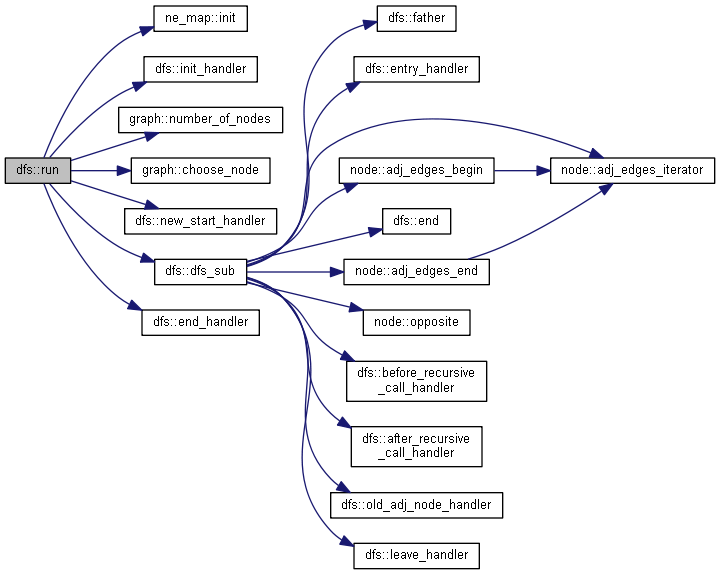 dfs::run
ne_map::init
dfs::init_handler
graph::number_of_nodes
graph::choose_node
dfs::new_start_handler
dfs::dfs_sub
dfs::end_handler
dfs::father
dfs::entry_handler
node::adj_edges_begin
dfs::end
node::adj_edges_end
node::opposite
dfs::before_recursive
_call_handler
dfs::after_recursive
_call_handler
dfs::old_adj_node_handler
dfs::leave_handler
node::adj_edges_iterator